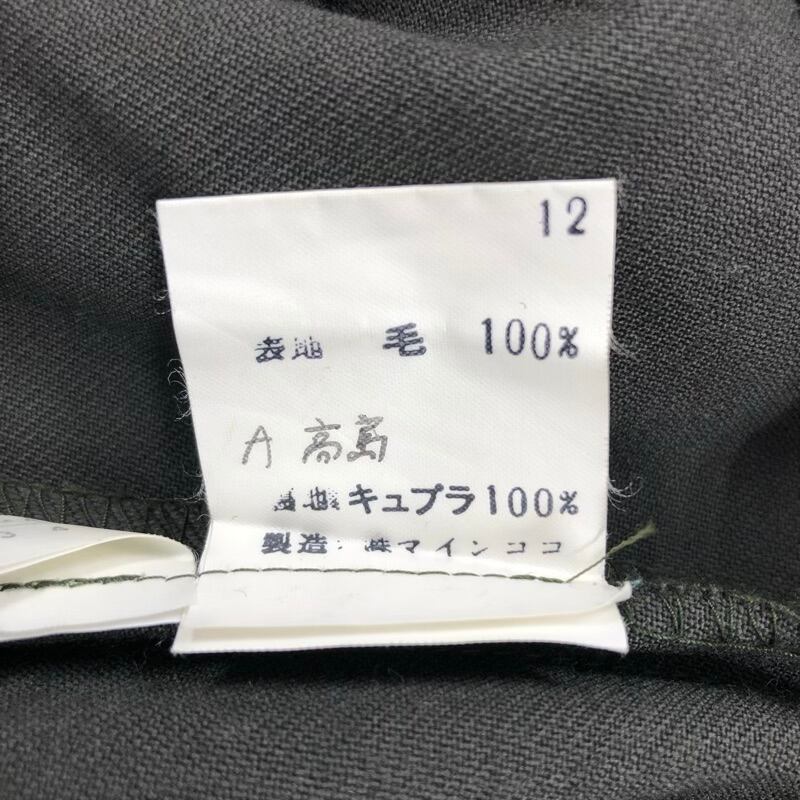 12
表地 毛 100%
A 高島
裏地 キュプラ100%
製造: 株マインココ